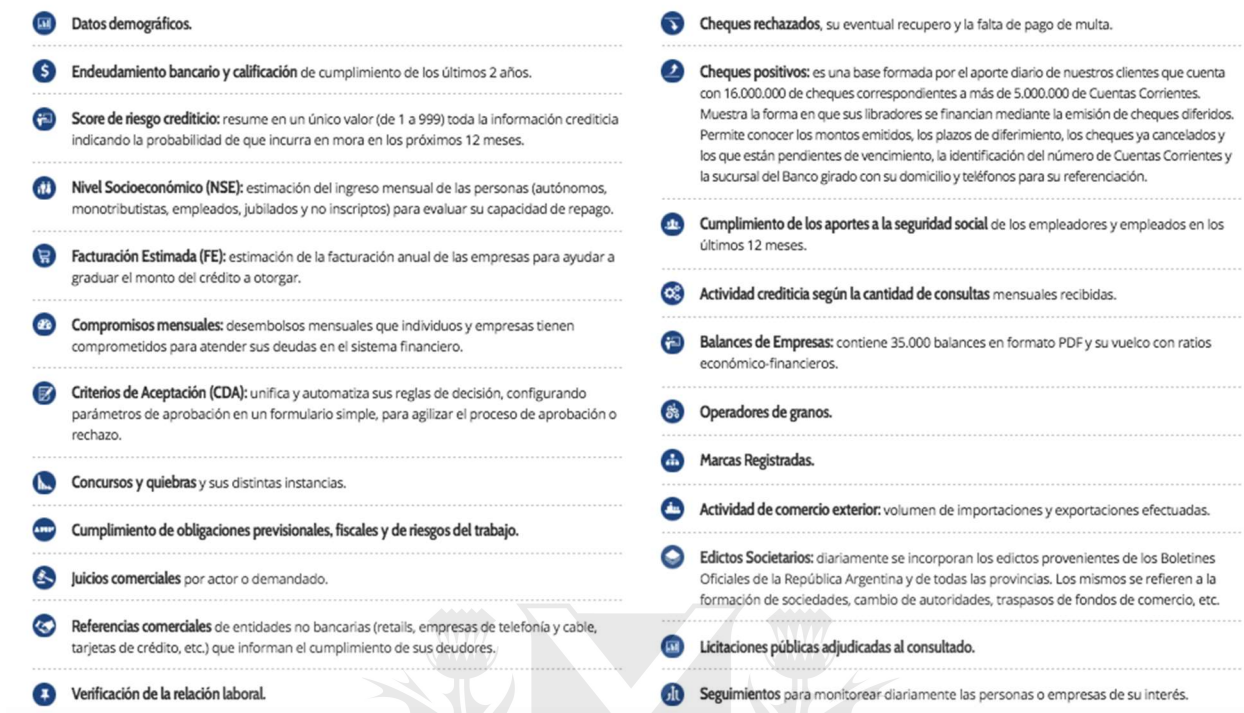 Datos demográficos.
Endeudamiento bancario y calificación de cumplimiento de los últimos 2 años.
Score de riesgo crediticio: resume en un único valor (de 1 a 999) toda la información crediticia
indicando la probabilidad de que incurra en mora en los próximos 12 meses.
Nivel Socioeconómico (NSE): estimación del ingreso mensual de las personas (autónomos,
monotributistas, empleados, jubilados y no inscriptos) para evaluar su capacidad de repago.
Facturación Estimada (FE): estimación de la facturación anual de las empresas para ayudar a
graduar el monto del crédito a otorgar.
Compromisos mensuales: desembolsos mensuales que individuos y empresas tienen
comprometidos para atender sus deudas en el sistema financiero.
Criterios de Aceptación (CDA): unifica y automatiza sus reglas de decisión, configurando
parámetros de aprobación en un formulario simple, para agilizar el proceso de aprobación o
rechazo.
Concursos y quiebras y sus distintas instancias.
Cumplimiento de obligaciones previsionales, fiscales y de riesgos del trabajo.
Juicios comerciales por actor o demandado.
Referencias comerciales de entidades no bancarias (retails, empresas de telefonía y cable,
tarjetas de crédito, etc.) que informan el cumplimiento de sus deudores.
Verificación de la relación laboral.
Cheques rechazados, su eventual recupero y la falta de pago de multa.
Cheques positivos: es una base formada por el aporte diario de nuestros clientes que cuenta
con 16.000.000 de cheques correspondientes a más de 5.000.000 de Cuentas Corrientes.
Muestra la forma en que sus libradores se financian mediante la emisión de cheques diferidos.
Permite conocer los montos emitidos, los plazos de diferimiento, los cheques ya cancelados y
los que están pendientes de vencimiento, la identificación del número de Cuentas Corrientes y
la sucursal del Banco girado con su domicilio y teléfonos para su referenciación.
Cumplimiento de los aportes a la seguridad social de los empleadores y empleados en los
últimos 12 meses.
Actividad crediticia según la cantidad de consultas mensuales recibidas.
Balances de Empresas: contiene 35.000 balances en formato PDF y su vuelco con ratios
económico-financieros.
Operadores de granos.
Marcas Registradas.
Actividad de comercio exterior: volumen de importaciones y exportaciones efectuadas.
Edictos Societarios: diariamente se incorporan los edictos provenientes de los Boletines
Oficiales de la República Argentina y de todas las provincias. Los mismos se refieren a la
formación de sociedades, cambio de autoridades, traspasos de fondos de comercio, etc.
Licitaciones públicas adjudicadas al consultado.
Seguimientos para monitorear diariamente las personas o empresas de su interés.